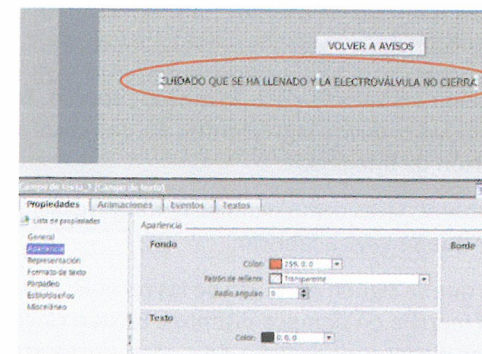 VOLVER A AVISOS
CUIDADO QUE SE HA LLENADO Y LA ELECTROVÁLVULA NO CIERRA
Campo de texto_1 [Campo de texto]
Propiedades Animaciones Eventos Textos
Lista de propiedades
Apariencia
General
Apariencia
Representación
Formato de texto
Parpadeo
Estilos/diseños
Misceláneo
Fondo
Borde
Color: 255, 0, 0
Patrón de relleno: Transparente
Radio angular: 0
Texto
Color: 0, 0, 0